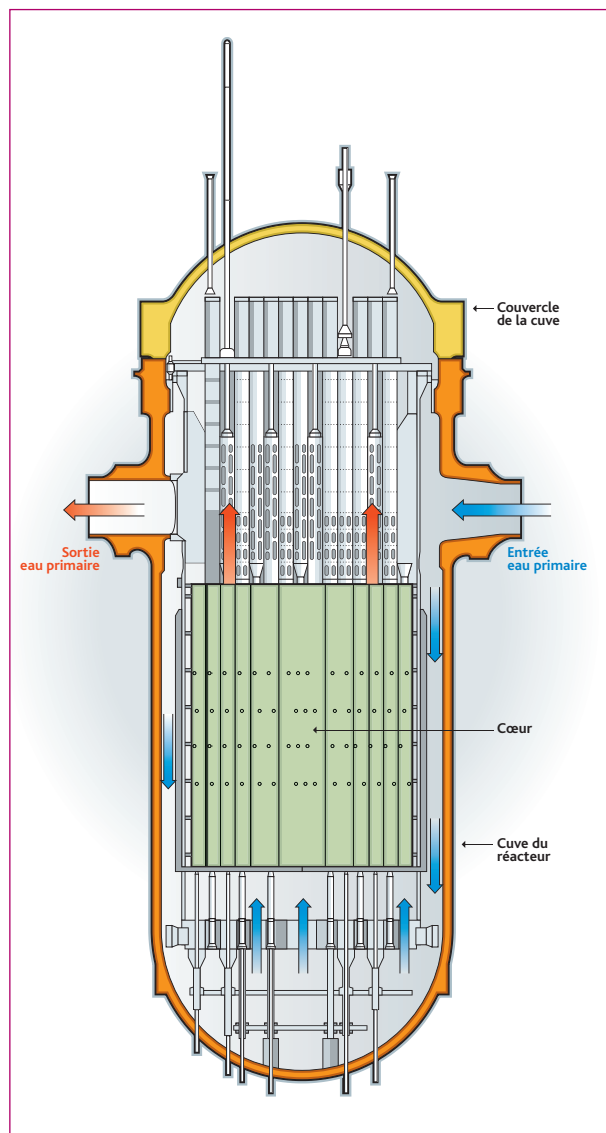 Couvercle
de la cuve
Sortie
eau primaire
Entrée
eau primaire
Cœur
Cuve du
réacteur